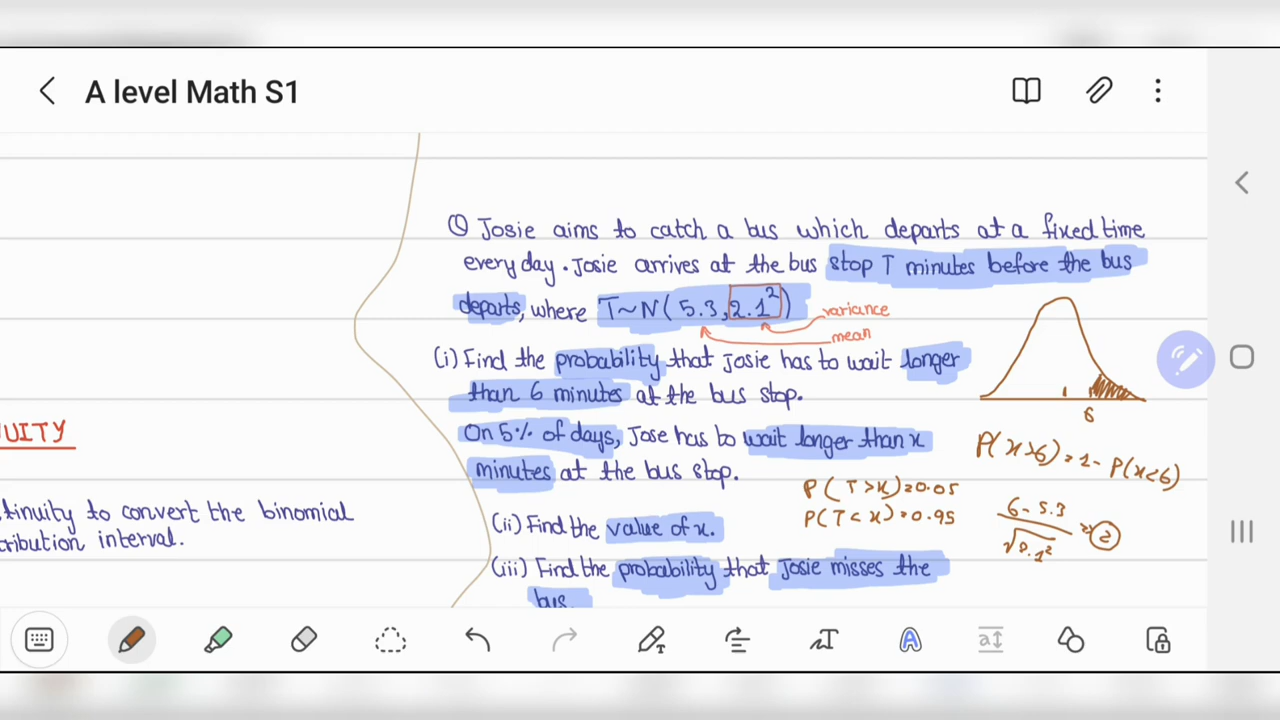 A level Math S1
UITY
tinuity to convert the binomial
tribution interval.
Q Josie aims to catch a bus which departs at a fixed time
every day. Josie arrives at the bus stop T minutes before the bus
departs, where T~N(5.3, 2.1²)
variance
mean
(i) Find the probability that Josie has to wait longer
than 6 minutes at the bus stop.
On 5% of days, Jose has to wait longer than x
minutes at the bus stop.
(ii) Find the value of x.
(iii) Find the probability that Josie misses the
bus
6
P(x>6)=1-P(x<6)
P(T>x)=0.05
P(T<x)=0.95
6-5.3
√2.1² = z
T
A
a